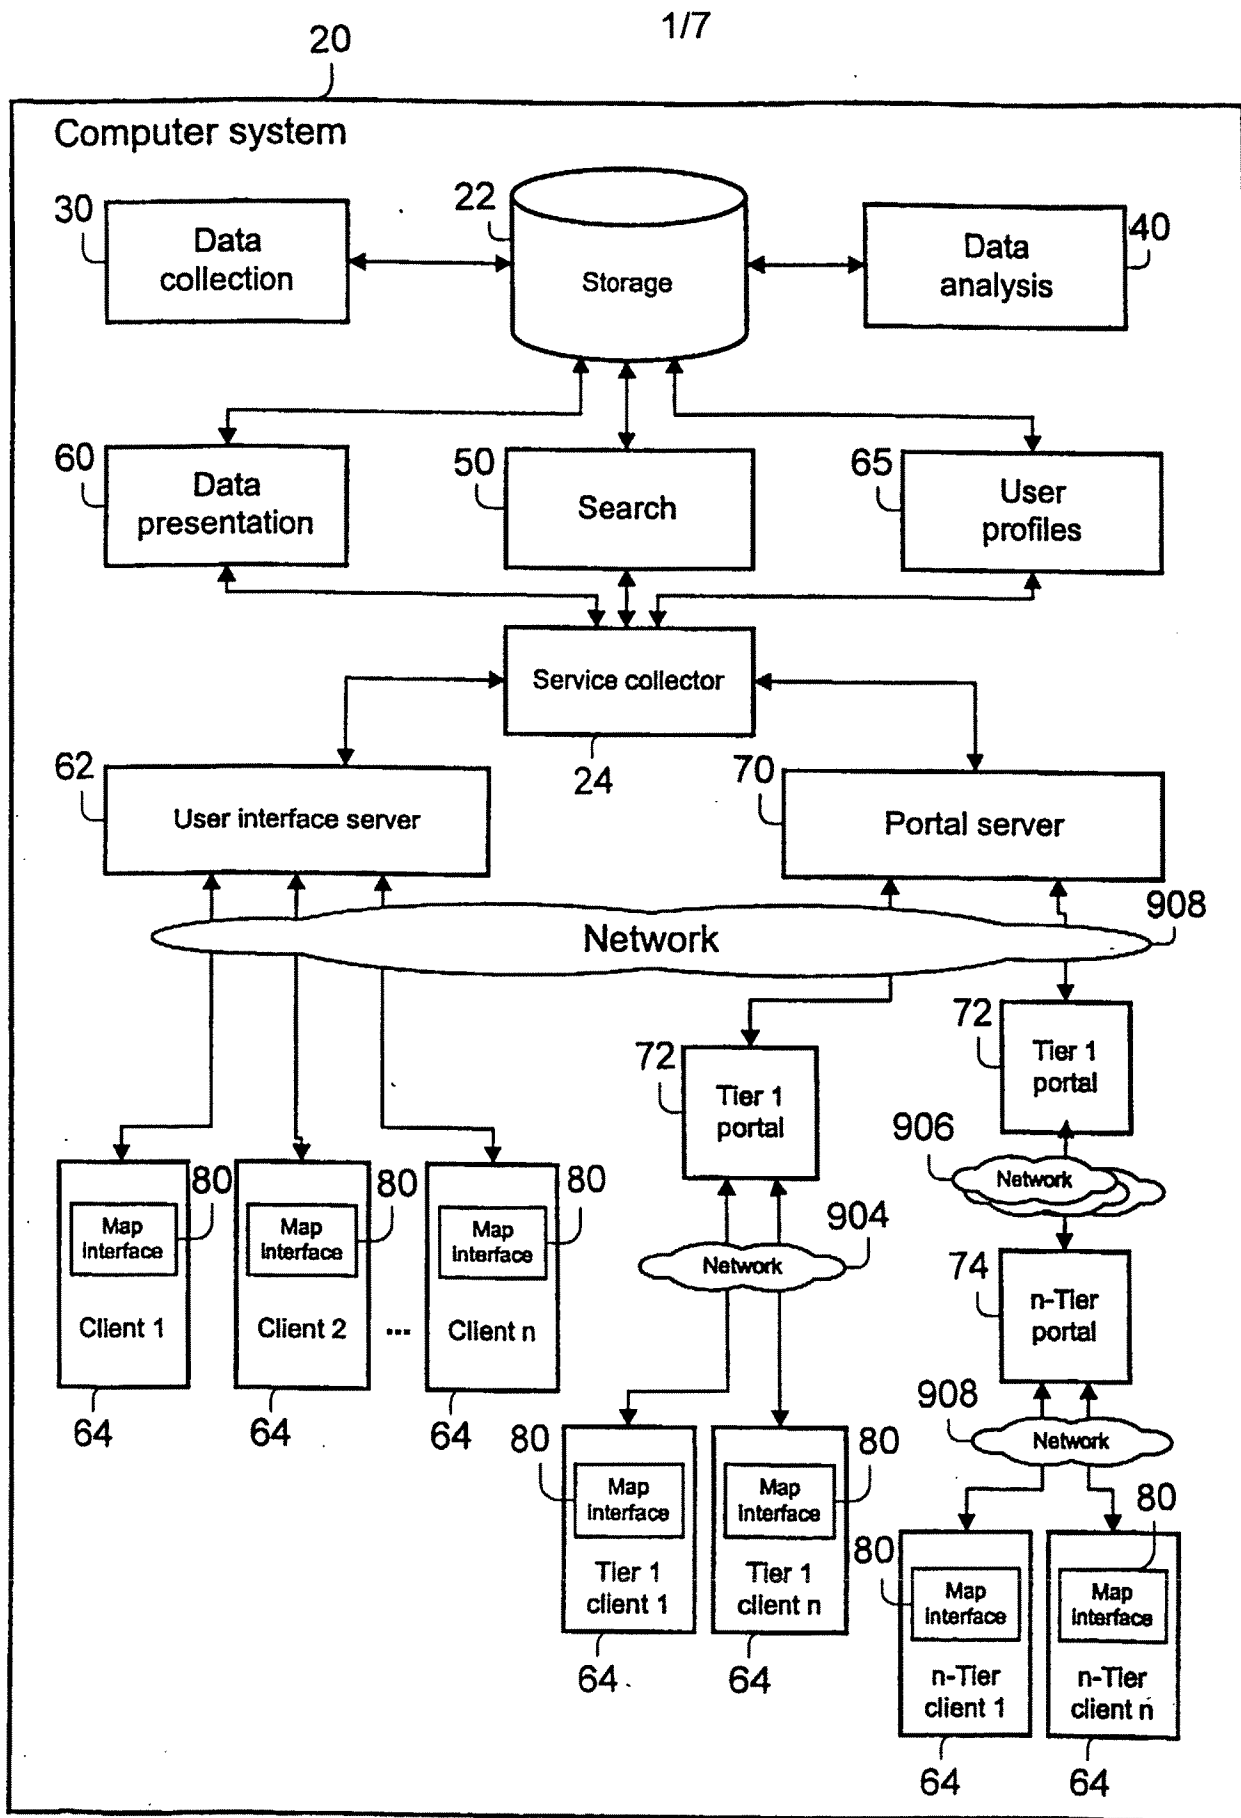 1/7
20
Computer system
30
Data
collection
22
Storage
40
Data
analysis
60
Data
presentation
50
Search
65
User
profiles
Service collector
24
62
User interface server
70
Portal server
908
Network
72
Tier 1
portal
72
Tier 1
portal
906
Network
904
Network
80
Map
interface
Client 1
64
80
Map
interface
Client 2
64
...
80
Map
interface
Client n
64
74
n-Tier
portal
908
Network
80
Map
interface
Tier 1
client 1
64
80
Map
interface
Tier 1
client n
64
80
Map
interface
n-Tier
client 1
64
80
Map
interface
n-Tier
client n
64